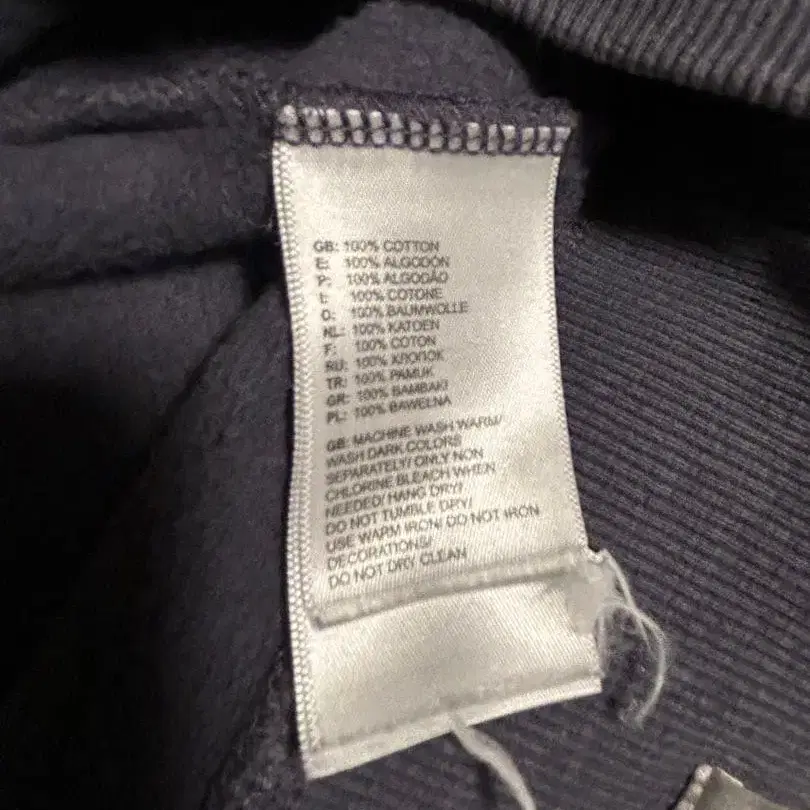 GB: 100% COTTON
E: 100% ALGODON
P: 100% ALGODÃO
I: 100% COTONE
D: 100% BAUMWOLLE
NL: 100% KATOEN
F: 100% COTON
RU: 100% ХЛОПОК
TR: 100% PAMUK
GR: 100% BAMBAKI
PL: 100% BAWEŁNA
GB: MACHINE WASH WARM/
WASH DARK COLORS
SEPARATELY/ ONLY NON
CHLORINE BLEACH WHEN
NEEDED/ HANG DRY/
DO NOT TUMBLE DRY/
USE WARM IRON/ DO NOT IRON
DECORATIONS/
DO NOT DRY CLEAN